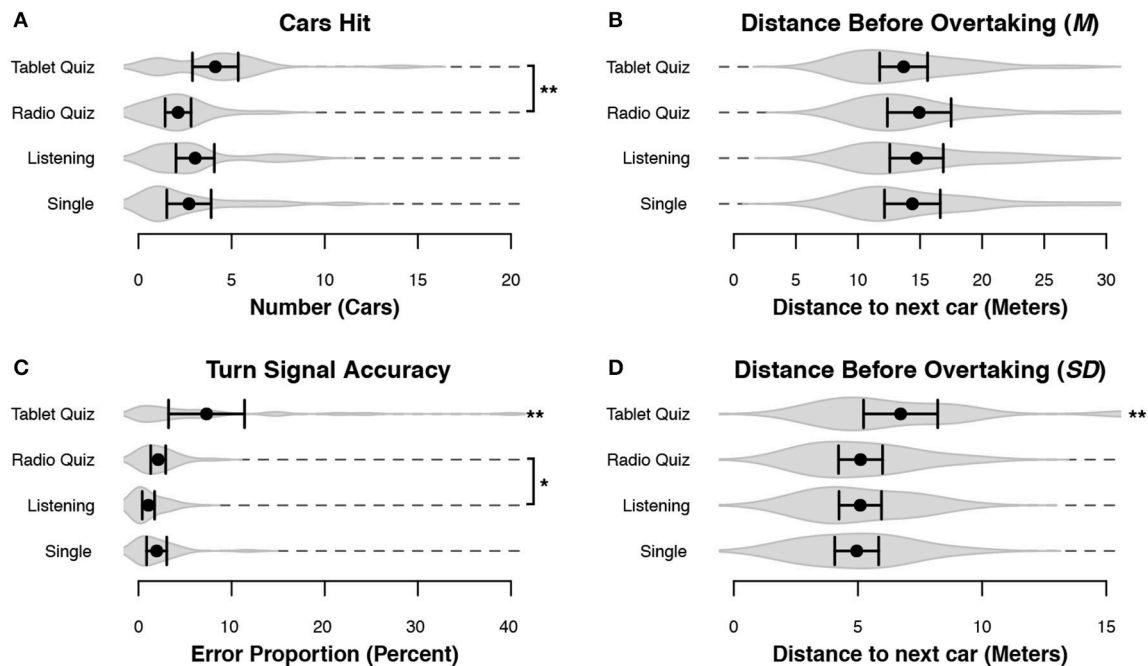 A
Cars Hit
Tablet Quiz
Radio Quiz
Listening
Single
**
0 5 10 15 20
Number (Cars)
B
Distance Before Overtaking (M)
Tablet Quiz
Radio Quiz
Listening
Single
0 5 10 15 20 25 30
Distance to next car (Meters)
C
Turn Signal Accuracy
Tablet Quiz
**
Radio Quiz
Listening
*
Single
0 10 20 30 40
Error Proportion (Percent)
D
Distance Before Overtaking (SD)
Tablet Quiz
**
Radio Quiz
Listening
Single
0 5 10 15
Distance to next car (Meters)